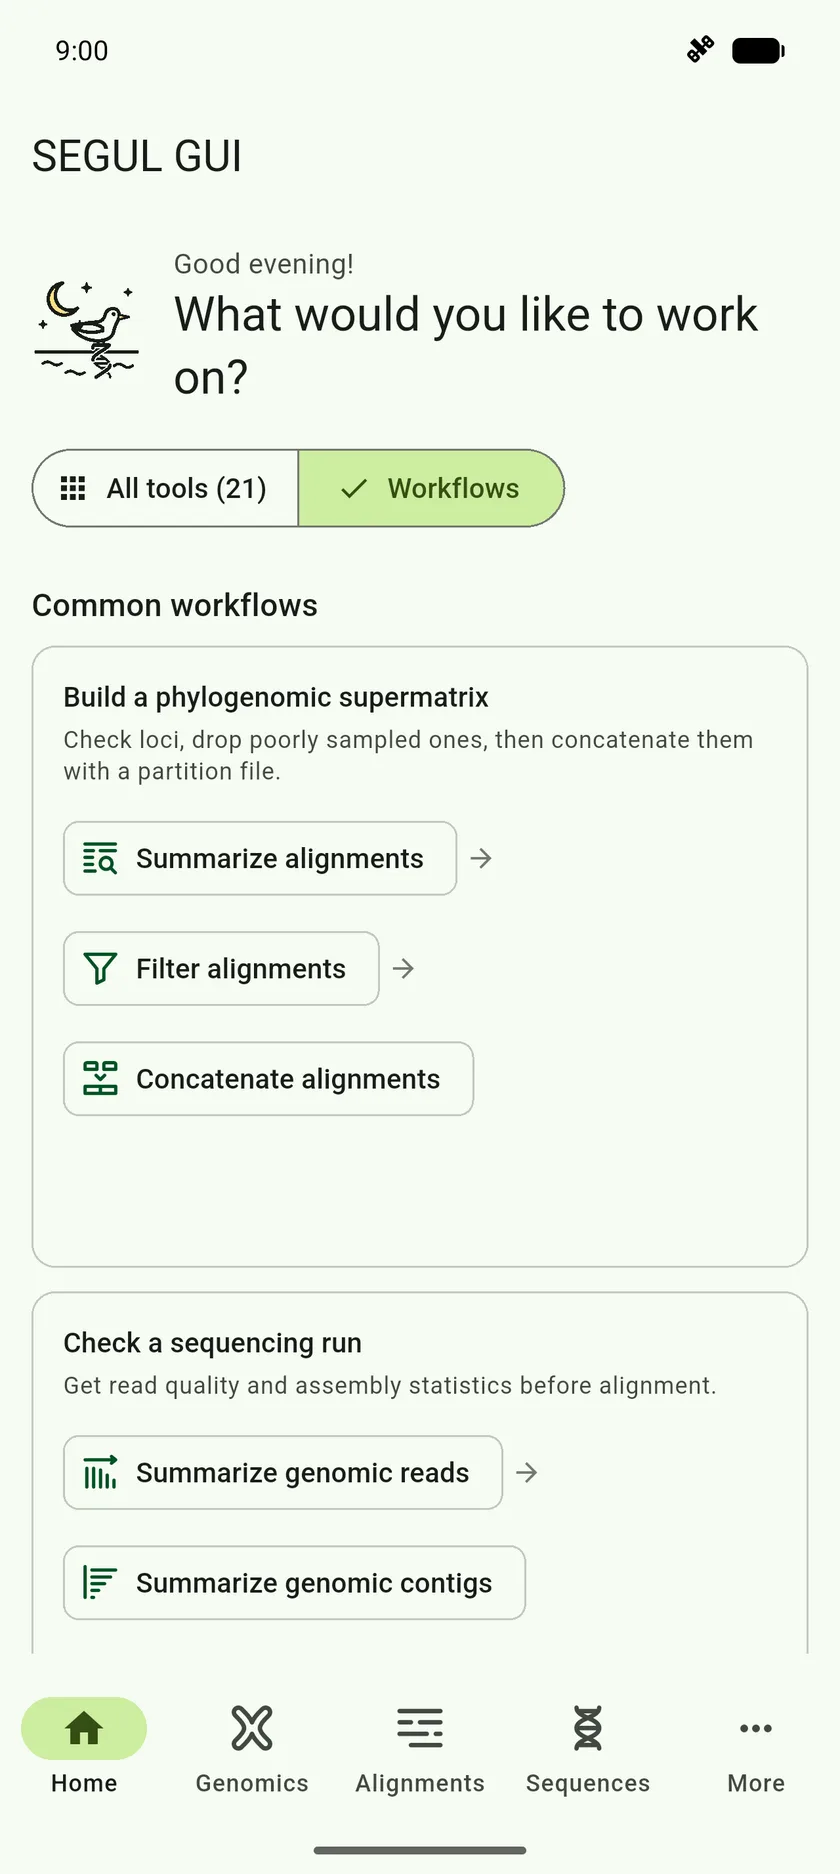 9:00
SEGUL GUI
Good evening!
What would you like to work
on?
All tools (21)
Workflows
Common workflows
Build a phylogenomic supermatrix
Check loci, drop poorly sampled ones, then concatenate them
with a partition file.
Summarize alignments
Filter alignments
Concatenate alignments
Check a sequencing run
Get read quality and assembly statistics before alignment.
Summarize genomic reads
Summarize genomic contigs
Home
Genomics
Alignments
Sequences
More